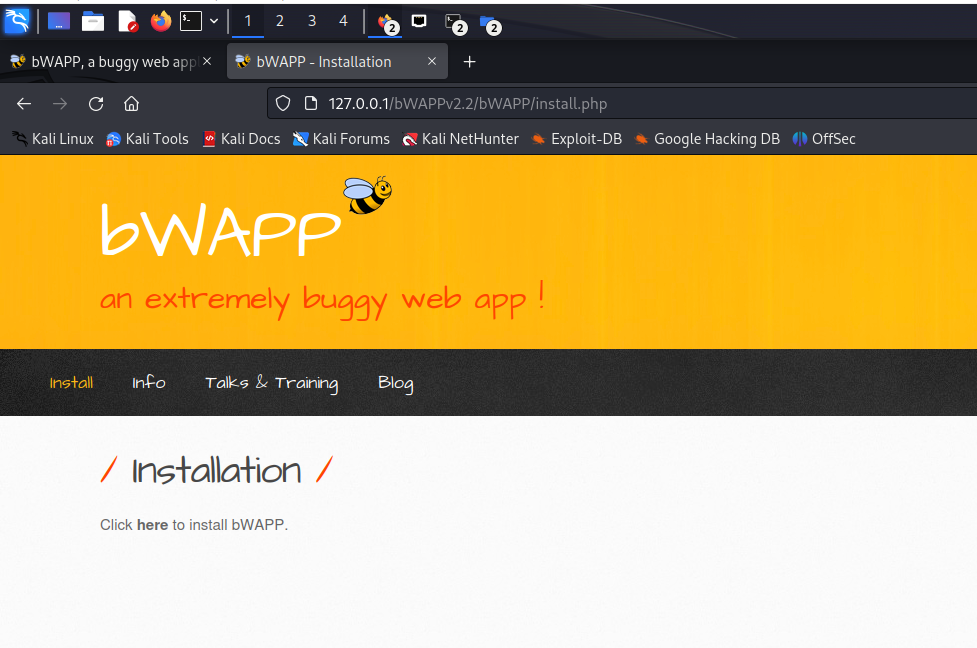 1 2 3 4 2 2 2
bWAPP, a buggy web app
bWAPP - Installation
127.0.0.1/bWAPPv2.2/bWAPP/install.php
Kali Linux Kali Tools Kali Docs Kali Forums Kali NetHunter Exploit-DB Google Hacking DB OffSec
bWAPP
an extremely buggy web app !
Install Info Talks & Training Blog
/ Installation /
Click here to install bWAPP.